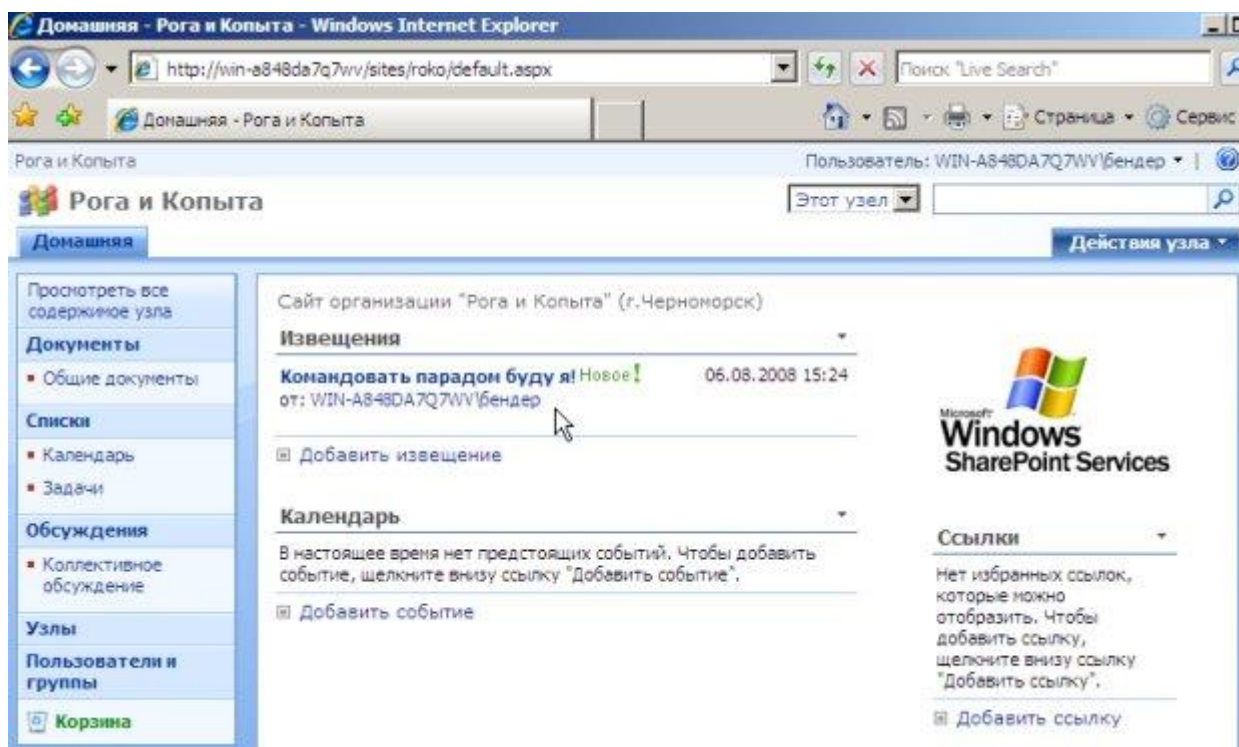 Домашняя - Рога и Копыта - Windows Internet Explorer
http://win-a848da7q7wv/sites/roko/default.aspx
Поиск "Live Search"
Домашняя - Рога и Копыта
Страница
Сервис
Рога и Копыта
Пользователь: WIN-A848DA7Q7WV\бендер
Рога и Копыта
Этот узел
Домашняя
Действия узла
Просмотреть все
содержимое узла
Документы
Общие документы
Списки
Календарь
Задачи
Обсуждения
Коллективное
обсуждение
Узлы
Пользователи и
группы
Корзина
Сайт организации "Рога и Копыта" (г.Черноморск)
Извещения
Командовать парадом буду я! Новое! 06.08.2008 15:24
от: WIN-A848DA7Q7WV\бендер
Добавить извещение
Календарь
В настоящее время нет предстоящих событий. Чтобы добавить
событие, щелкните внизу ссылку "Добавить событие".
Добавить событие
Microsoft
Windows
SharePoint Services
Ссылки
Нет избранных ссылок,
которые можно
отобразить. Чтобы
добавить ссылку,
щелкните внизу ссылку
"Добавить ссылку".
Добавить ссылку